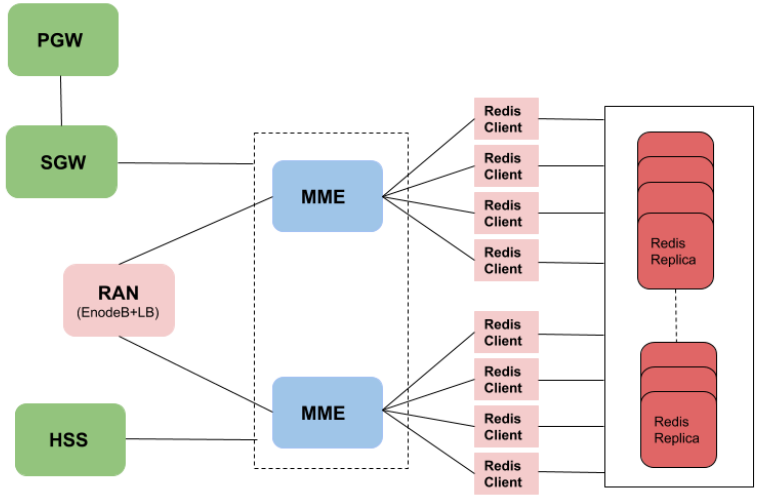 PGW
SGW
RAN
(EnodeB+LB)
HSS
MME
MME
Redis
Client
Redis
Client
Redis
Client
Redis
Client
Redis
Client
Redis
Client
Redis
Client
Redis
Client
Redis
Replica
Redis
Replica